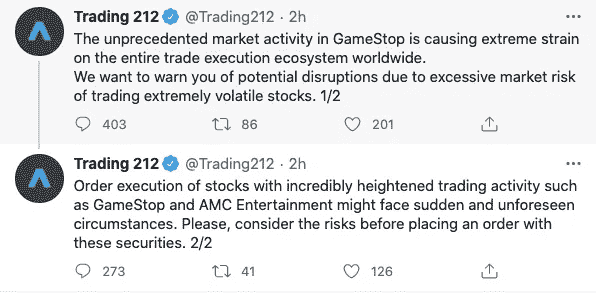 Trading 212 @Trading212 · 2h
The unprecedented market activity in GameStop is causing extreme strain
on the entire trade execution ecosystem worldwide.
We want to warn you of potential disruptions due to excessive market risk
of trading extremely volatile stocks. 1/2
403 86 201
Trading 212 @Trading212 · 2h
Order execution of stocks with incredibly heightened trading activity such
as GameStop and AMC Entertainment might face sudden and unforeseen
circumstances. Please, consider the risks before placing an order with
these securities. 2/2
273 41 126